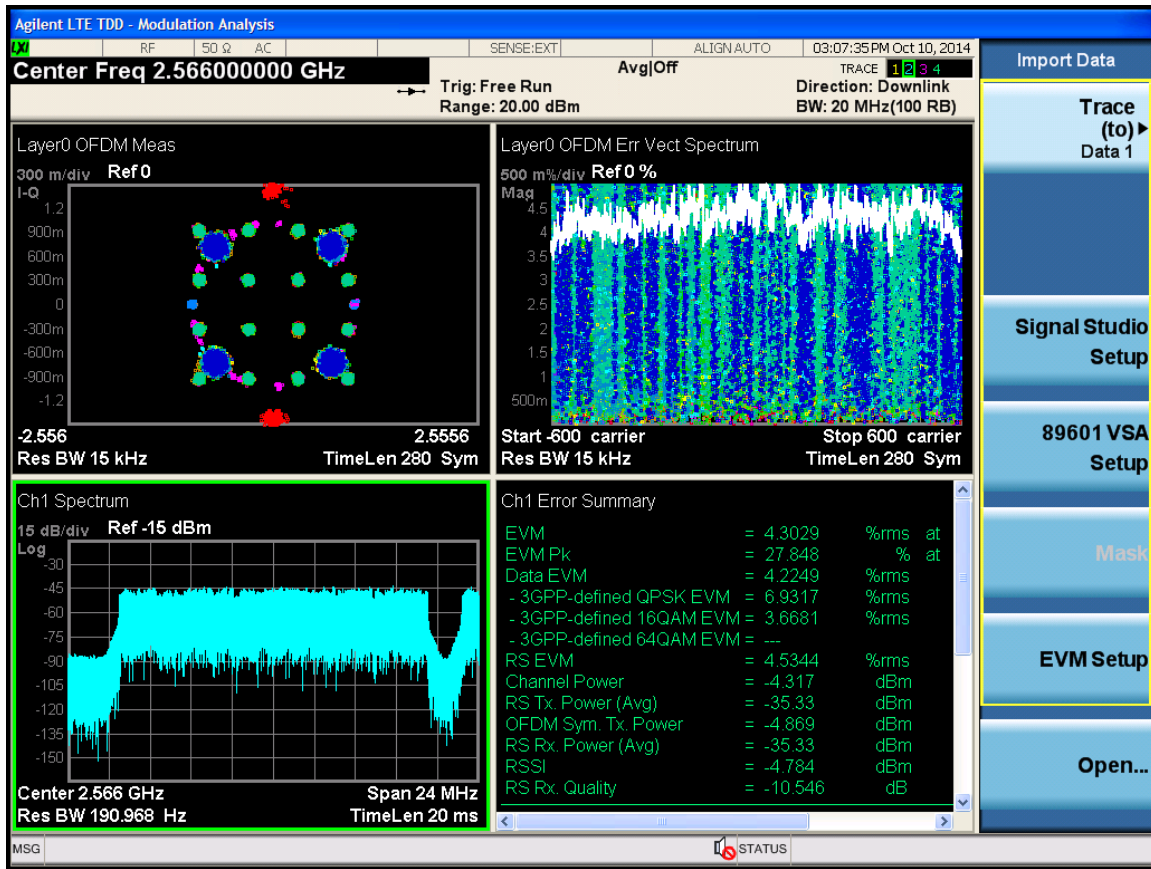 Agilent LTE TDD - Modulation Analysis
LXI RF 50 Ω AC SENSE:EXT ALIGN AUTO 03:07:35 PM Oct 10, 2014
Center Freq 2.566000000 GHz
Avg|Off
TRACE 1 2 3 4
Trig: Free Run
Direction: Downlink
Range: 20.00 dBm
BW: 20 MHz(100 RB)
Layer0 OFDM Meas
300 m/div Ref 0
I-Q
1.2
900m
600m
300m
0
-300m
-600m
-900m
-1.2
-2.556 2.5556
Res BW 15 kHz TimeLen 280 Sym
Layer0 OFDM Err Vect Spectrum
500 m%/div Ref 0 %
Mag
4.5
4
3.5
3
2.5
2
1.5
1
500m
Start -600 carrier Stop 600 carrier
Res BW 15 kHz TimeLen 280 Sym
Ch1 Spectrum
15 dB/div Ref -15 dBm
Log
-30
-45
-60
-75
-90
-105
-120
-135
-150
Center 2.566 GHz Span 24 MHz
Res BW 190.968 Hz TimeLen 20 ms
Ch1 Error Summary
EVM = 4.3029 %rms at
EVM Pk = 27.848 % at
Data EVM = 4.2249 %rms
- 3GPP-defined QPSK EVM = 6.9317 %rms
- 3GPP-defined 16QAM EVM = 3.6681 %rms
- 3GPP-defined 64QAM EVM = ---
RS EVM = 4.5344 %rms
Channel Power = -4.317 dBm
RS Tx. Power (Avg) = -35.33 dBm
OFDM Sym. Tx. Power = -4.869 dBm
RS Rx. Power (Avg) = -35.33 dBm
RSSI = -4.784 dBm
RS Rx. Quality = -10.546 dB
Import Data
Trace
(to)
Data 1
Signal Studio
Setup
89601 VSA
Setup
Mask
EVM Setup
Open...
MSG STATUS